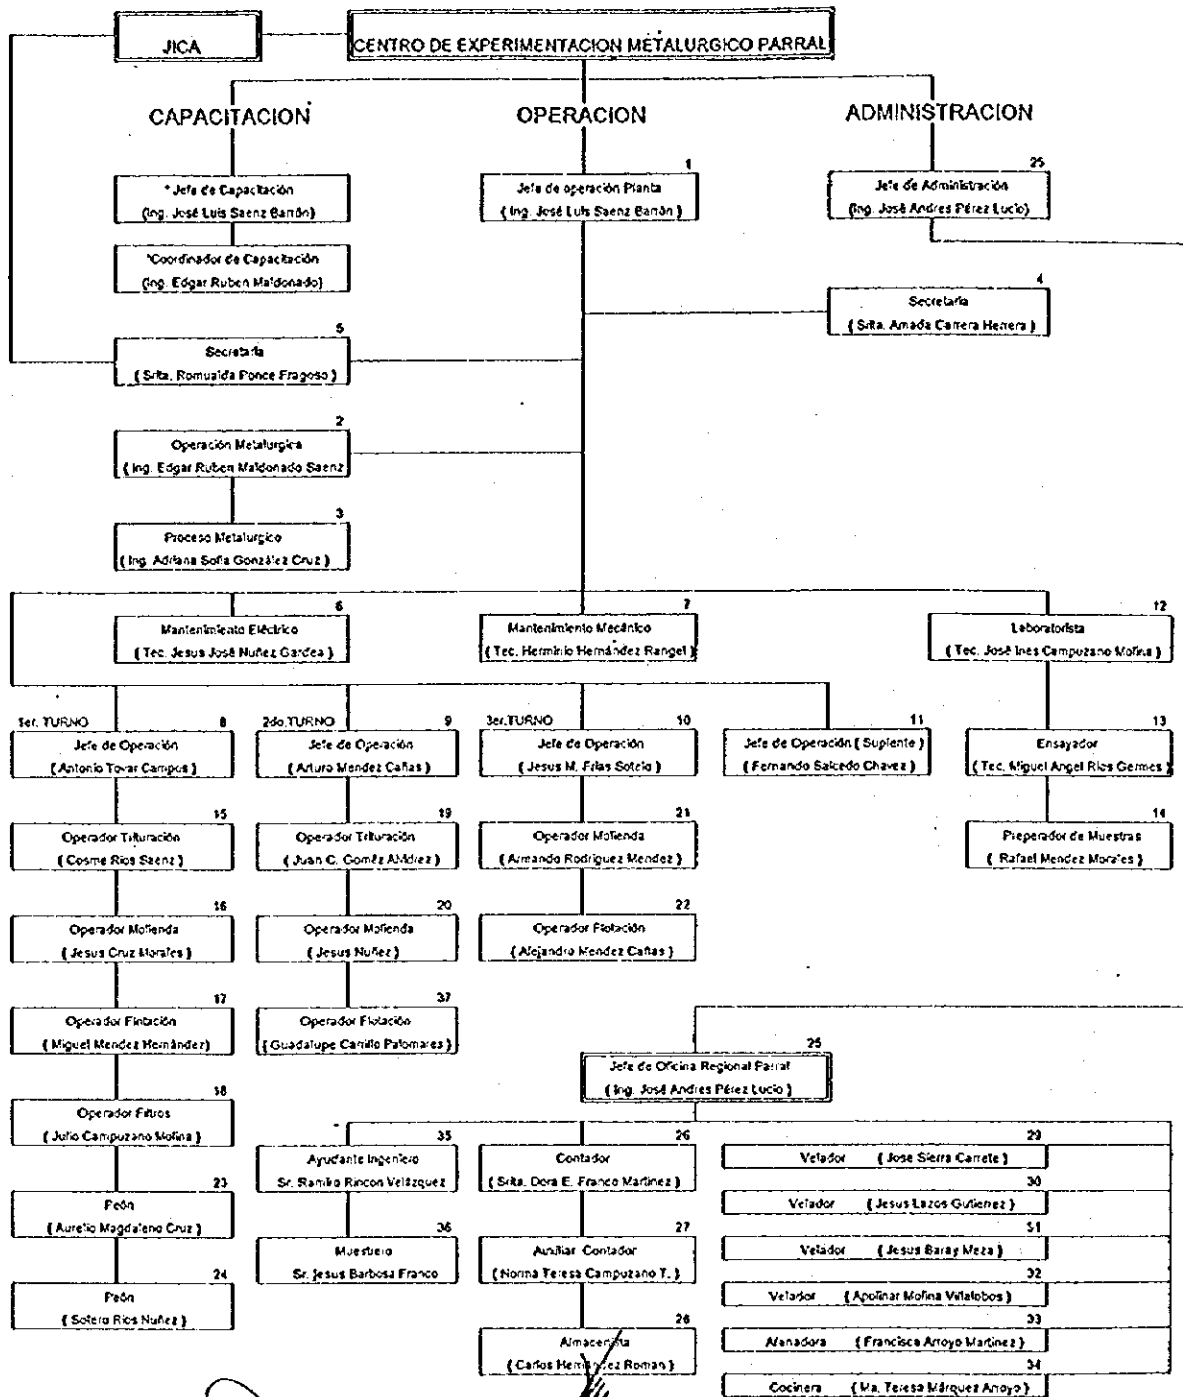 JICA
CENTRO DE EXPERIMENTACION METALURGICO PARRAL
CAPACITACION
OPERACION
ADMINISTRACION
* Jefe de Capacitación
(Ing. José Luis Saenz Barrón)
1
Jefe de operación Planta
( Ing. José Luis Saenz Barrón )
25
Jefe de Administración
(Ing. José Andres Pérez Lucio)
*Coordinador de Capacitación
(Ing. Edgar Ruben Maldonado)
4
Secretaria
( Srita. Amada Carrera Herrera )
5
Secretaria
( Srita. Romualda Ponce Fragoso )
2
Operación Metalurgica
( Ing. Edgar Ruben Maldonado Saenz
3
Proceso Metalurgico
( Ing. Adriana Sofia González Cruz )
6
Mantenimiento Eléctrico
( Tec. Jesus José Nuñez Gardea )
7
Mantenimiento Mecánico
( Tec. Herminio Hernández Rangel )
12
Laboratorista
( Tec. José Ines Campuzano Molina )
1er. TURNO
8
Jefe de Operación
( Antonio Tovar Campos )
2do.TURNO
9
Jefe de Operación
( Arturo Mendez Cañas )
3er.TURNO
10
Jefe de Operación
( Jesus M. Frias Sotelo )
11
Jefe de Operación ( Suplente )
( Fernando Salcedo Chavez )
13
Ensayador
( Tec. Miguel Angel Rios Germes )
15
Operador Trituración
( Cosme Rios Saenz )
19
Operador Trituración
( Juan C. Goméz )
21
Operador Molienda
( Armando Rodriguez Mendez )
14
Preperador de Muestras
( Rafael Mendez Morales )
16
Operador Molienda
( Jesus Cruz Morales )
20
Operador Molienda
( Jesus Nuñez )
22
Operador Flotación
( Alejandro Mendez Cañas )
17
Operador Flotación
( Miguel Mendez Hernández)
37
Operador Flotación
( Guadalupe Carrillo Palomares )
25
Jefe de Oficina Regional Parral
( Ing. José Andres Pérez Lucio )
18
Operador Filtros
( Julio Campuzano Molina )
35
Ayudante Ingeniero
Sr. Ramiro Rincon Velázquez
26
Contador
( Srita. Dora E. Franco Martinez )
29
Velador ( Jose Sierra Carrete )
30
Velador ( Jesus Lazos Gutierrez )
23
Peón
( Aurelio Magdaleno Cruz )
36
Muestrero
Sr. Jesus Barbosa Franco
27
Auxiliar Contador
( Norma Teresa Campuzano T. )
31
Velador ( Jesus Baray Meza )
32
Velador ( Apolinar Molina Villalobos )
24
Peón
( Sotero Rios Nuñez )
28
Almacenista
( Carlos Hernández Roman )
33
Afanadora ( Francisca Arroyo Martinez )
34
Cocinera ( Ma. Teresa Márquez Arroyo )